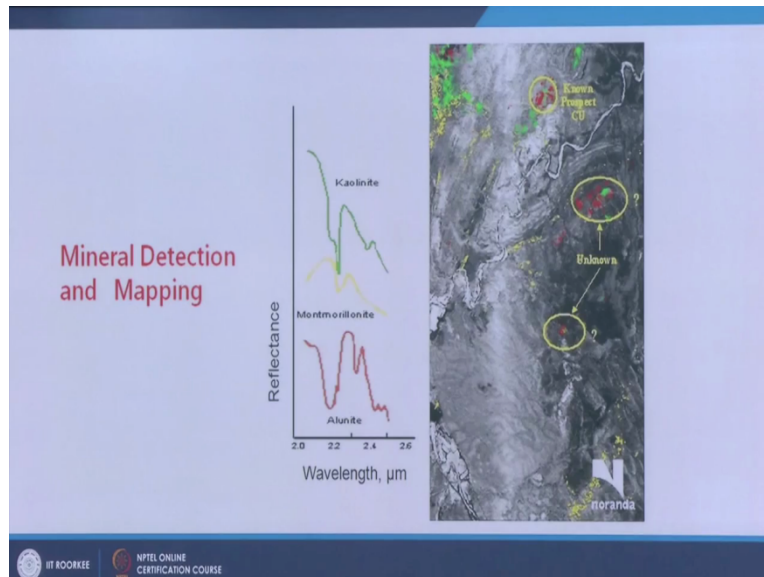 Mineral Detection
and Mapping
Reflectance
Kaolinite
Montmorillonite
Alunite
2.0 2.2 2.4 2.6
Wavelength, μm
Known
Prospect
CU
?
Unknown
?
noranda
IIT ROORKEE
NPTEL ONLINE
CERTIFICATION COURSE